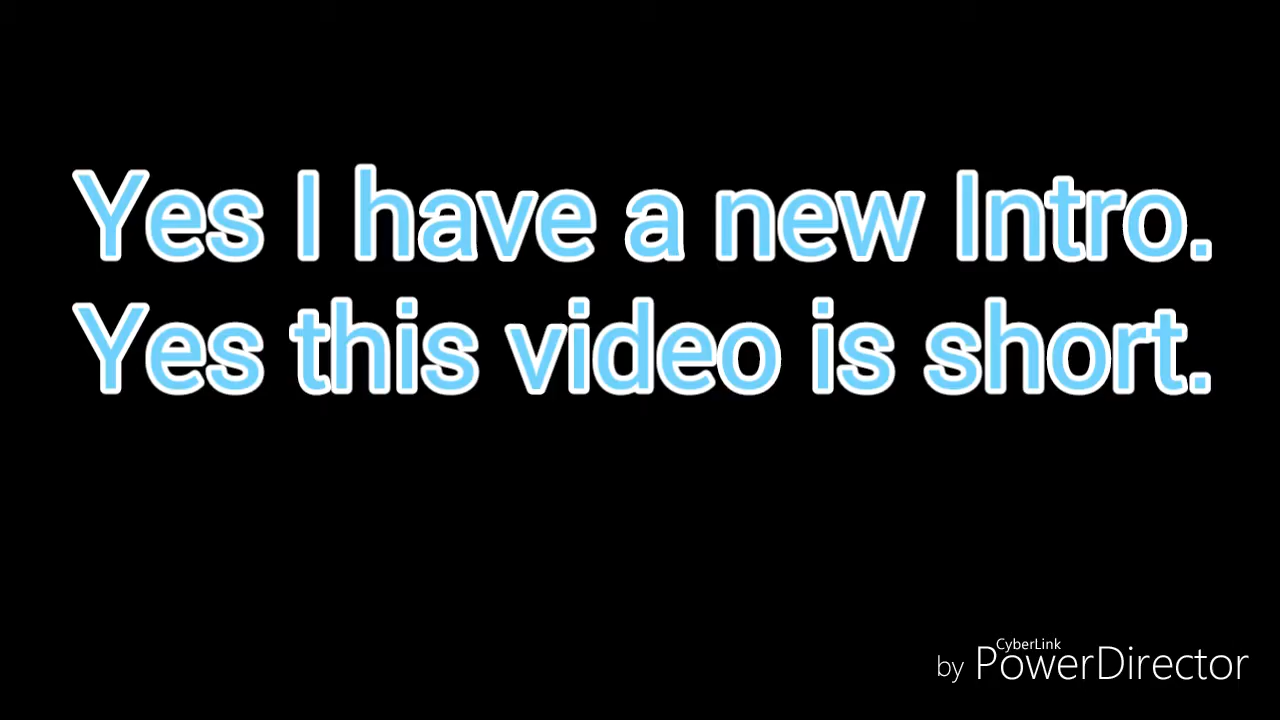 Yes I have a new Intro.
Yes this video is short.
CyberLink
by PowerDirector